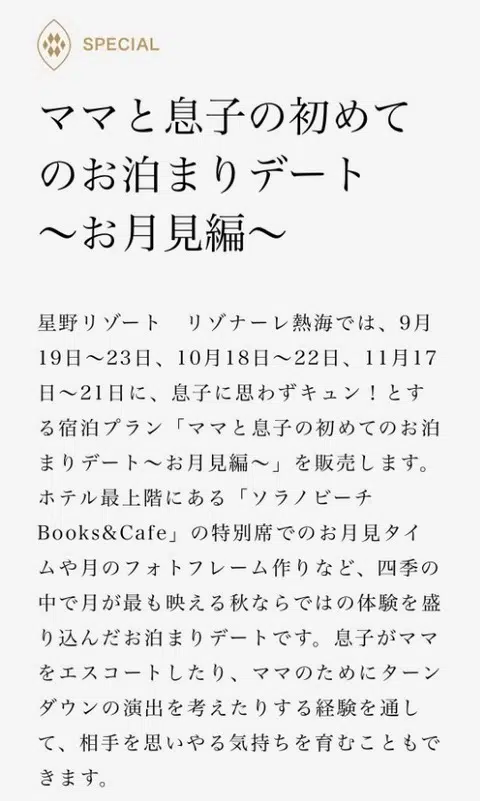 SPECIAL
ママと息子の初めて
のお泊まりデート
〜お月見編〜
星野リゾート　リゾナーレ熱海では、9月
19日〜23日、10月18日〜22日、11月17
日〜21日に、息子に思わずキュン！とす
る宿泊プラン「ママと息子の初めてのお泊
まりデート〜お月見編〜」を販売します。
ホテル最上階にある「ソラノビーチ
Books&Cafe」の特別席でのお月見タイ
ムや月のフォトフレーム作りなど、四季の
中で月が最も映える秋ならではの体験を盛
り込んだお泊まりデートです。息子がママ
をエスコートしたり、ママのためにターン
ダウンの演出を考えたりする経験を通し
て、相手を思いやる気持ちを育むこともで
きます。